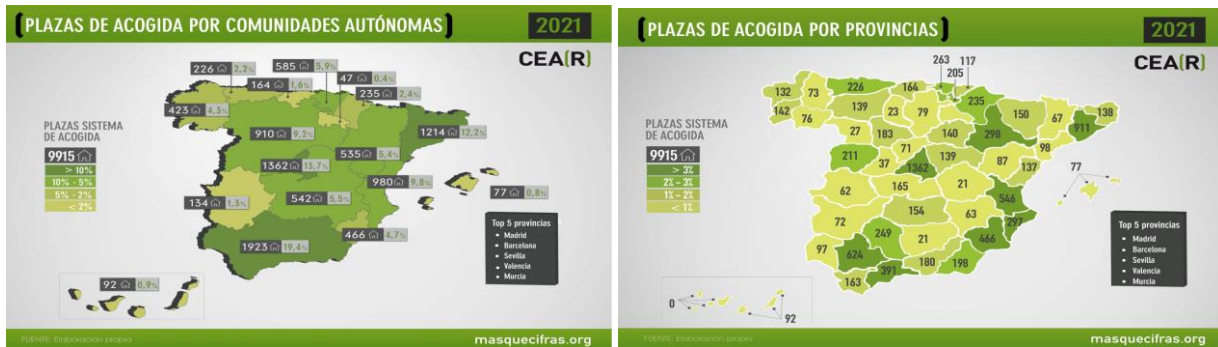 PLAZAS DE ACOGIDA POR COMUNIDADES AUTÓNOMAS
2021
CEA(R)
226 2,2%
585 5,9%
47 0,4%
164 1,6%
235 2,4%
423 4,3%
PLAZAS SISTEMA
DE ACOGIDA
9915
> 10%
10% - 5%
5% - 2%
< 2%
910 9,2%
1214 12,2%
535 5,4%
1362 13,7%
980 9,8%
77 0,8%
134 1,3%
542 5,5%
466 4,7%
1923 19,4%
92 0,9%
Top 5 provincias
• Madrid
• Barcelona
• Sevilla
• Valencia
• Murcia
FUENTE: Elaboración propia
masquecifras.org
PLAZAS DE ACOGIDA POR PROVINCIAS
2021
CEA(R)
263
117
205
132
73
226
164
235
142
76
139
23
79
150
67
138
911
PLAZAS SISTEMA
DE ACOGIDA
9915
> 3%
2% - 3%
1% - 2%
< 1%
27
183
140
298
98
211
37
71
1362
139
87
137
77
62
165
21
546
72
154
63
297
249
466
97
624
21
391
180
198
163
0
92
Top 5 provincias
• Madrid
• Barcelona
• Sevilla
• Valencia
• Murcia
FUENTE: Elaboración propia
masquecifras.org